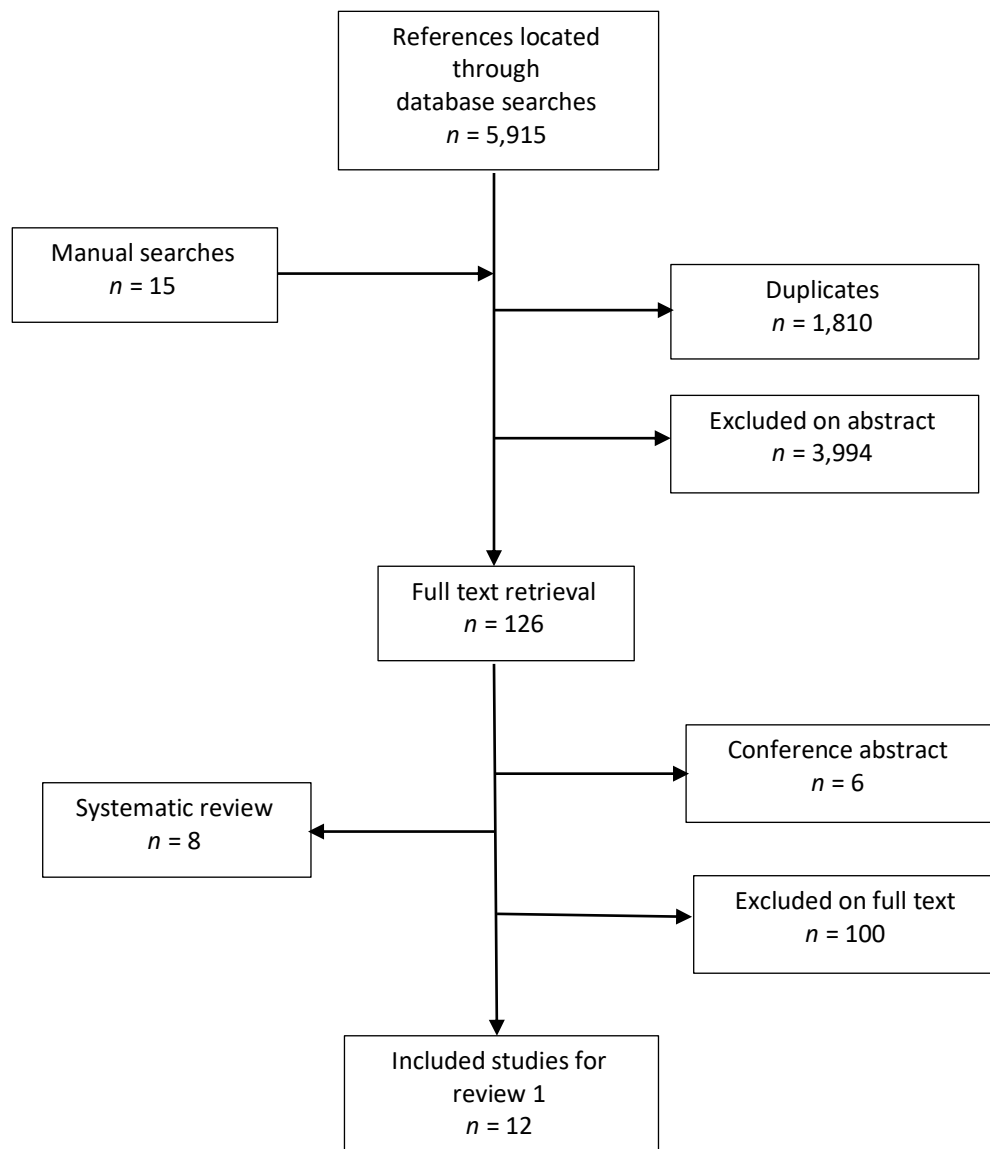 References located
through
database searches
n = 5,915
Manual searches
n = 15
Duplicates
n = 1,810
Excluded on abstract
n = 3,994
Full text retrieval
n = 126
Conference abstract
n = 6
Systematic review
n = 8
Excluded on full text
n = 100
Included studies for
review 1
n = 12